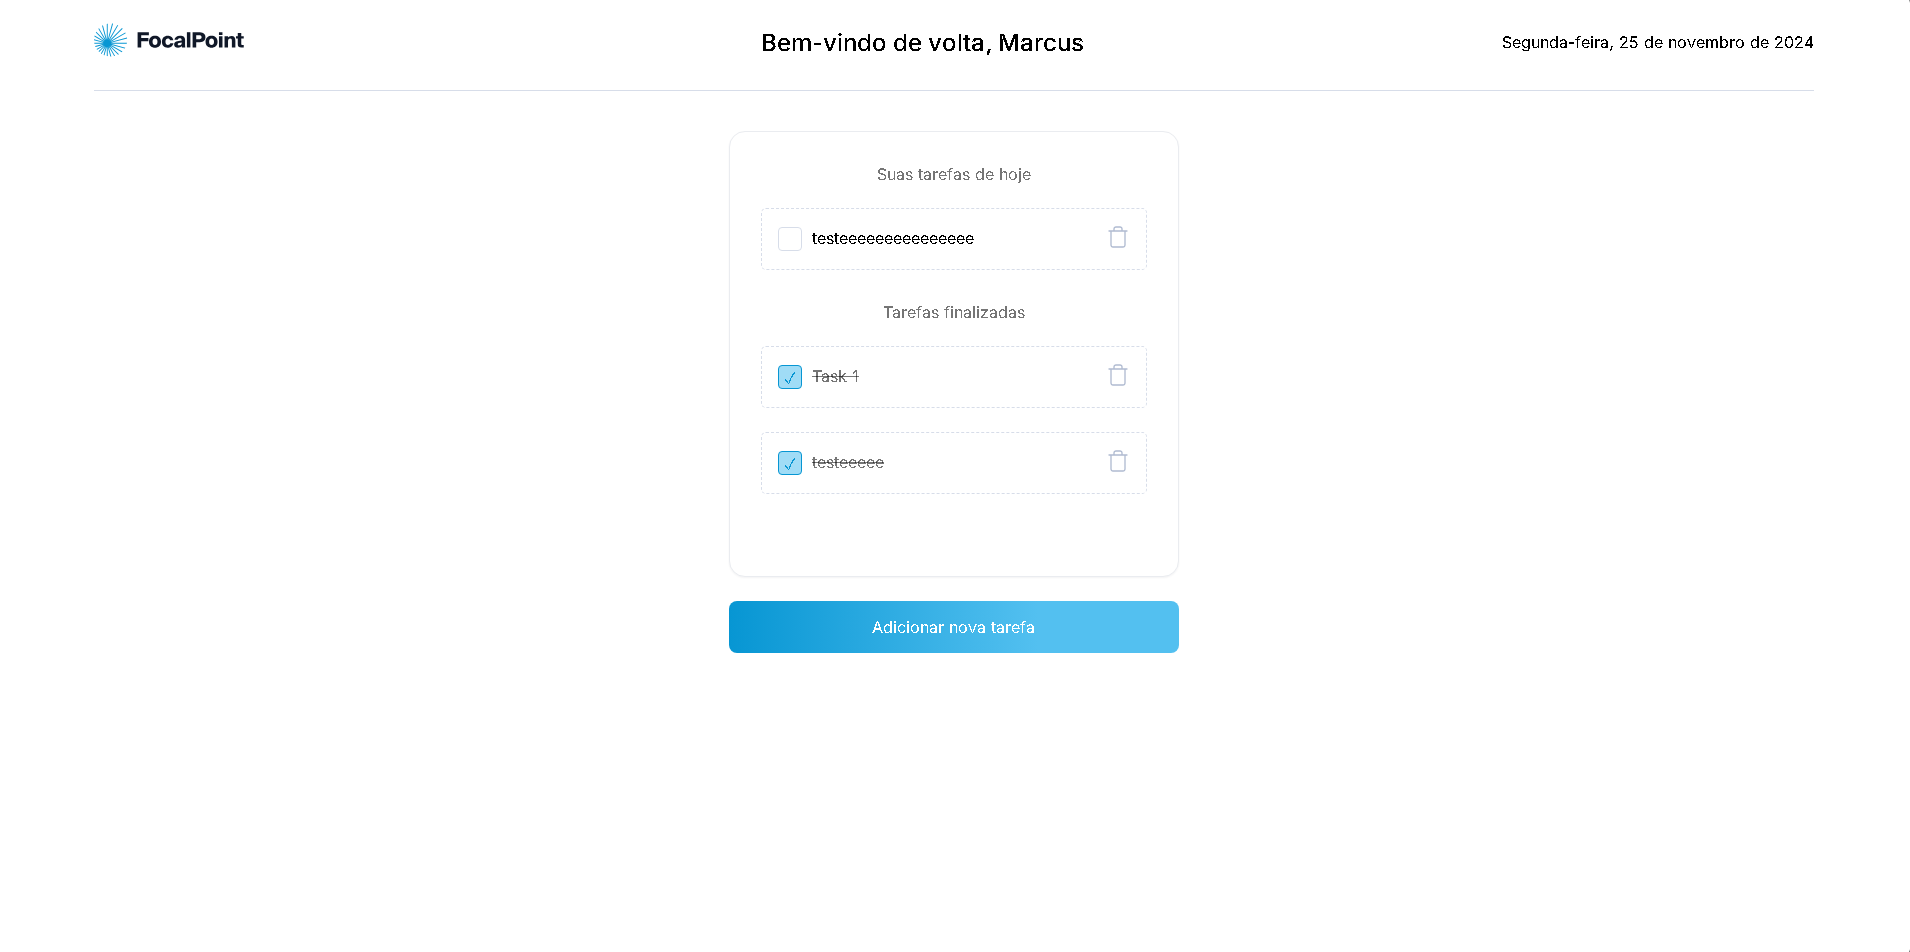 FocalPoint
Bem-vindo de volta, Marcus
Segunda-feira, 25 de novembro de 2024
Suas tarefas de hoje
testeeeeeeeeeeeeeee
Tarefas finalizadas
Task 1
testeeeee
Adicionar nova tarefa